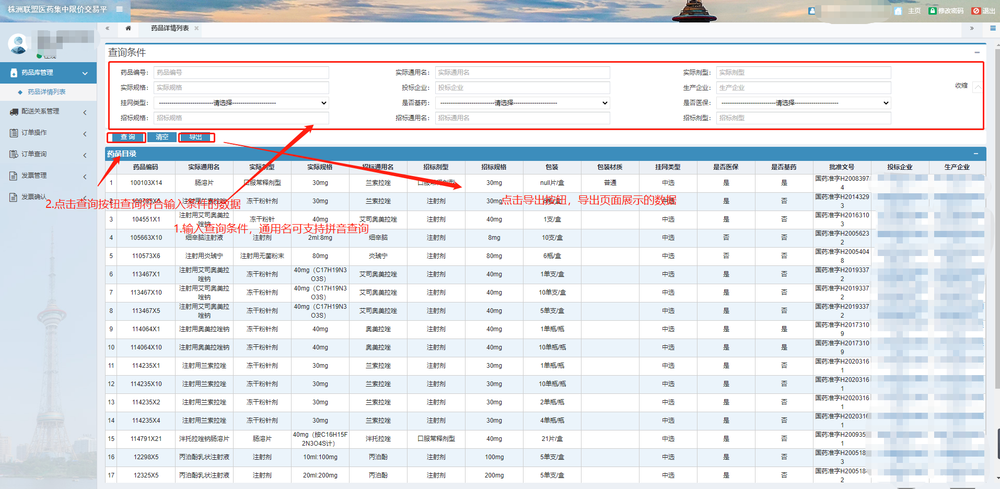 株洲联盟医药集中限价交易平
主页 修改密码 退出
在线
药品库管理
药品详情列表
配送关系管理
订单操作
订单查询
发票管理
发票确认
药品详情列表
查询条件
药品编号: 药品编号 实际通用名: 实际通用名 实际剂型: 实际剂型
实际规格: 实际规格 投标企业: 投标企业 生产企业: 生产企业
收缩
挂网类型: --------------------------请选择--------------------- 是否基药: --------------------------请选择--------------------- 是否医保: --------------------------请选择---------------------
招标规格: 招标规格 招标通用名: 招标通用名 招标剂型: 招标剂型
查 询 清空 导出
药品目录
药品编码 实际通用名 实际剂型 实际规格 招标通用名 招标剂型 招标规格 包装 包装材质 挂网类型 是否医保 是否基药 批准文号 投标企业 生产企业
1 100103X14 肠溶片 口服常释剂型 30mg 兰索拉唑 口服常释剂型 30mg null片/盒 普通 中选 是 是 国药准字H20083974
2 100785X6 兰索拉唑 冻干粉针剂 30mg 兰索拉唑 注射剂 30mg 中选 是 否 国药准字H20143293
3 104551X1 注射用艾司奥美拉唑钠 冻干粉针 40mg 艾司奥美拉唑 注射剂 40mg 1支/盒 中选 是 否 国药准字H20163103
4 105663X10 细辛脑注射液 注射剂 2ml:8mg 细辛脑 注射剂 8mg 10支/盒 中选 否 否 国药准字H20056232
5 110573X6 注射用炎琥宁 注射用无菌粉末 80mg 炎琥宁 注射剂 80mg 6瓶/盒 中选 否 否 国药准字H20054048
6 113467X1 注射用艾司奥美拉唑钠 冻干粉针剂 40mg（C17H19N3O3S） 艾司奥美拉唑 注射剂 40mg 1单支/盒 中选 是 否 国药准字H20193372
7 113467X10 注射用艾司奥美拉唑钠 冻干粉针剂 40mg（C17H19N3O3S） 艾司奥美拉唑 注射剂 40mg 10单支/盒 中选 是 否 国药准字H20193372
8 113467X5 注射用艾司奥美拉唑钠 冻干粉针剂 40mg（C17H19N3O3S） 艾司奥美拉唑 注射剂 40mg 5单支/盒 中选 是 否 国药准字H20193372
9 114064X1 注射用奥美拉唑钠 冻干粉针剂 40mg 奥美拉唑 注射剂 40mg 1单瓶/瓶 中选 是 是 国药准字H20173109
10 114064X10 注射用奥美拉唑钠 冻干粉针剂 40mg 奥美拉唑 注射剂 40mg 10单瓶/瓶 中选 是 是 国药准字H20173109
11 114235X1 注射用兰索拉唑 冻干粉针剂 30mg 兰索拉唑 注射剂 30mg 1单瓶/瓶 中选 是 否 国药准字H20203161
12 114235X10 注射用兰索拉唑 冻干粉针剂 30mg 兰索拉唑 注射剂 30mg 10单瓶/瓶 中选 是 否 国药准字H20203161
13 114235X2 注射用兰索拉唑 冻干粉针剂 30mg 兰索拉唑 注射剂 30mg 2单瓶/瓶 中选 是 否 国药准字H20203161
14 114235X4 注射用兰索拉唑 冻干粉针剂 30mg 兰索拉唑 注射剂 30mg 4单瓶/瓶 中选 是 否 国药准字H20203161
15 114791X21 泮托拉唑钠肠溶片 肠溶片 40mg（按C16H15F2N3O4S计） 泮托拉唑 口服常释剂型 40mg 21片/盒 中选 是 否 国药准字H2009351
16 12298X5 丙泊酚乳状注射液 注射剂 10ml:100mg 丙泊酚 注射剂 100mg 5单支/盒 中选 是 否 国药准字H2005183
17 12325X5 丙泊酚乳状注射液 注射剂 20ml:200mg 丙泊酚 注射剂 200mg 5单支/盒 中选 是 否 国药准字H20051842
2.点击查询按钮查询符合输入条件的数据
点击导出按钮，导出页面展示的数据
1.输入查询条件，通用名可支持拼音查询